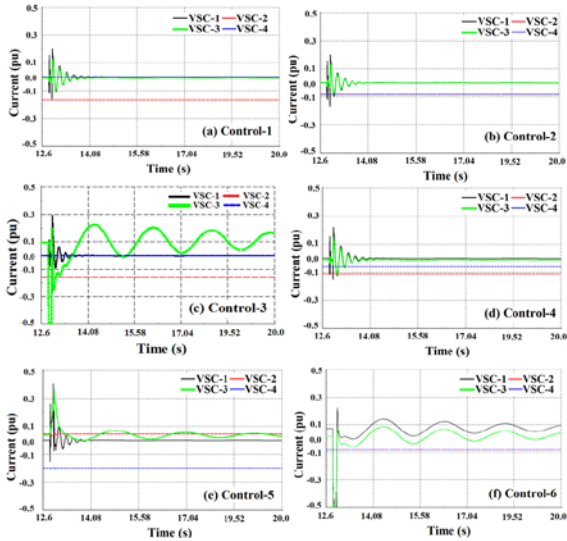 VSC-1 VSC-2
VSC-3 VSC-4
Current (pu)
0.5
0.3
0.1
0.0
-0.1
-0.3
-0.5
(a) Control-1
12.6 14.08 15.58 17.04 19.52 20.0
Time (s)
VSC-1 VSC-2
VSC-3 VSC-4
Current (pu)
0.5
0.3
0.1
0.0
-0.1
-0.3
-0.5
(b) Control-2
12.6 14.08 15.58 17.04 19.52 20.0
Time (s)
VSC-1 VSC-2
VSC-3 VSC-4
Current (pu)
0.5
0.3
0.1
0.0
-0.1
-0.3
-0.5
(c) Control-3
12.6 14.08 15.58 17.04 19.52 20.0
Time (s)
VSC-1 VSC-2
VSC-3 VSC-4
Current (pu)
0.5
0.3
0.1
0.0
-0.1
-0.3
-0.5
(d) Control-4
12.6 14.08 15.58 17.04 19.52 20.0
Time (s)
VSC-1 VSC-2
VSC-3 VSC-4
Current (pu)
0.5
0.3
0.1
0.0
-0.1
-0.3
-0.5
(e) Control-5
12.6 14.08 15.58 17.04 19.52 20.0
Time (s)
VSC-1 VSC-2
VSC-3 VSC-4
Current (pu)
0.5
0.3
0.1
0.0
-0.1
-0.3
-0.5
(f) Control-6
12.6 14.08 15.58 17.04 19.52 20.0
Time (s)